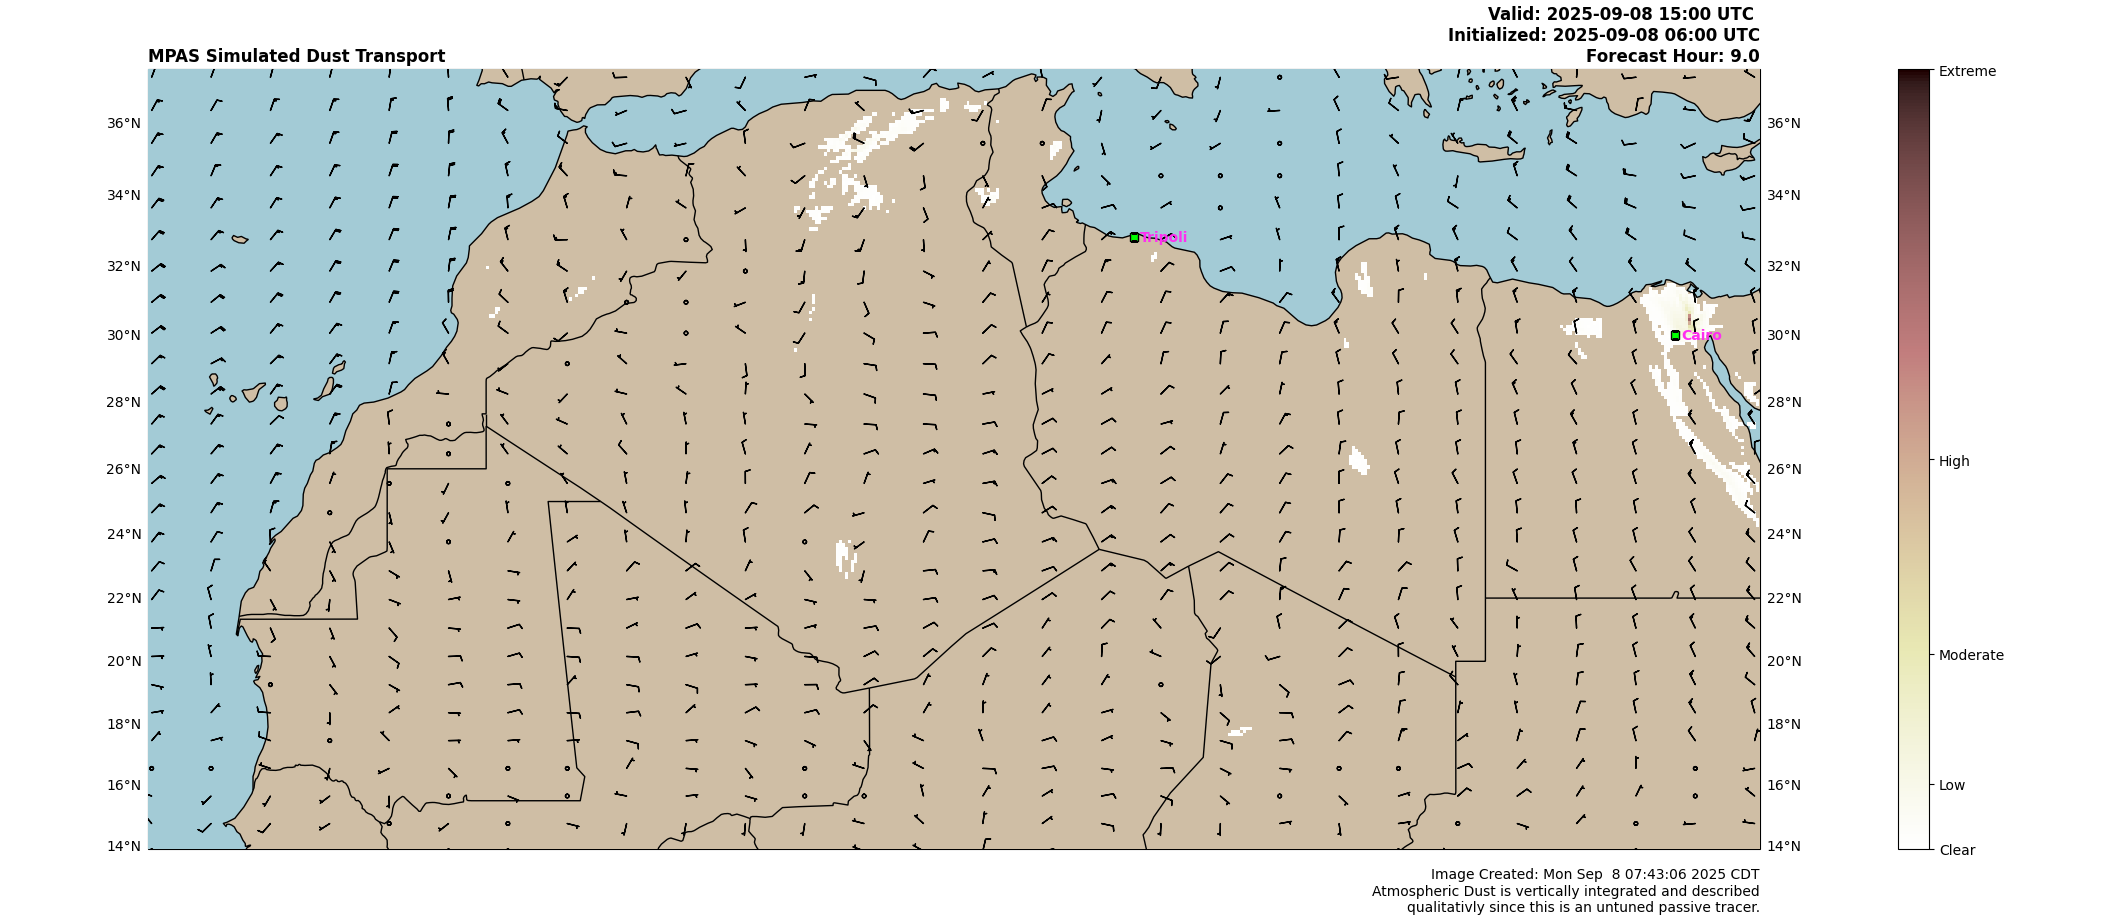 Valid: 2025-09-08 15:00 UTC
Initialized: 2025-09-08 06:00 UTC
MPAS Simulated Dust Transport
Forecast Hour: 9.0
Extreme
36°N
36°N
34°N
34°N
Tripoli
32°N
32°N
30°N
Cairo
30°N
28°N
28°N
26°N
26°N
High
24°N
24°N
22°N
22°N
20°N
20°N
Moderate
18°N
18°N
16°N
16°N
Low
14°N
14°N
Clear
Image Created: Mon Sep  8 07:43:06 2025 CDT
Atmospheric Dust is vertically integrated and described
qualitativly since this is an untuned passive tracer.